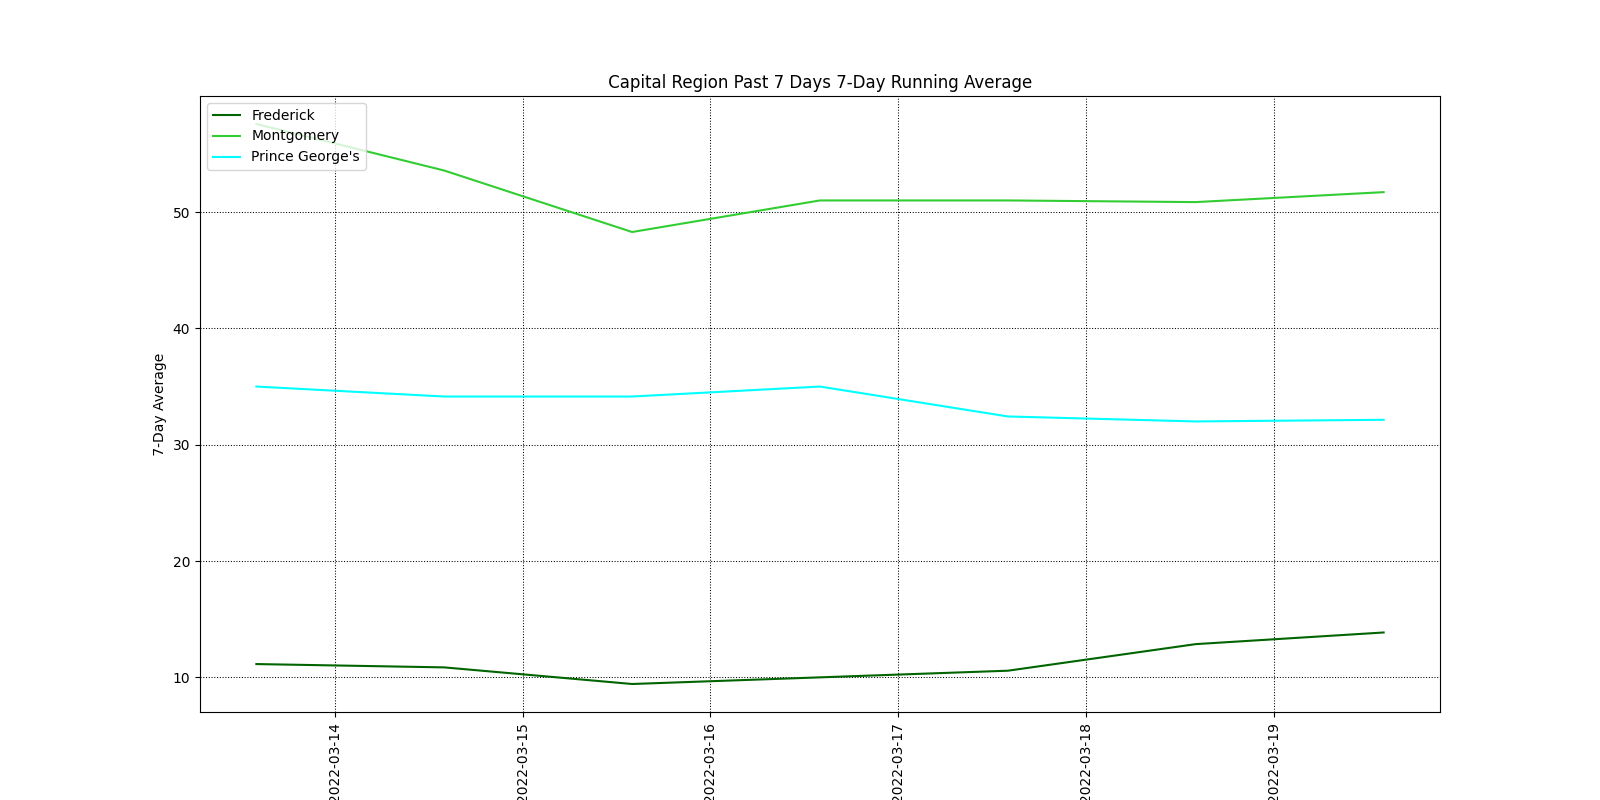 Capital Region Past 7 Days 7-Day Running Average
Frederick
Montgomery
Prince George's
7-Day Average
50
40
30
20
10
2022-03-14
2022-03-15
2022-03-16
2022-03-17
2022-03-18
2022-03-19